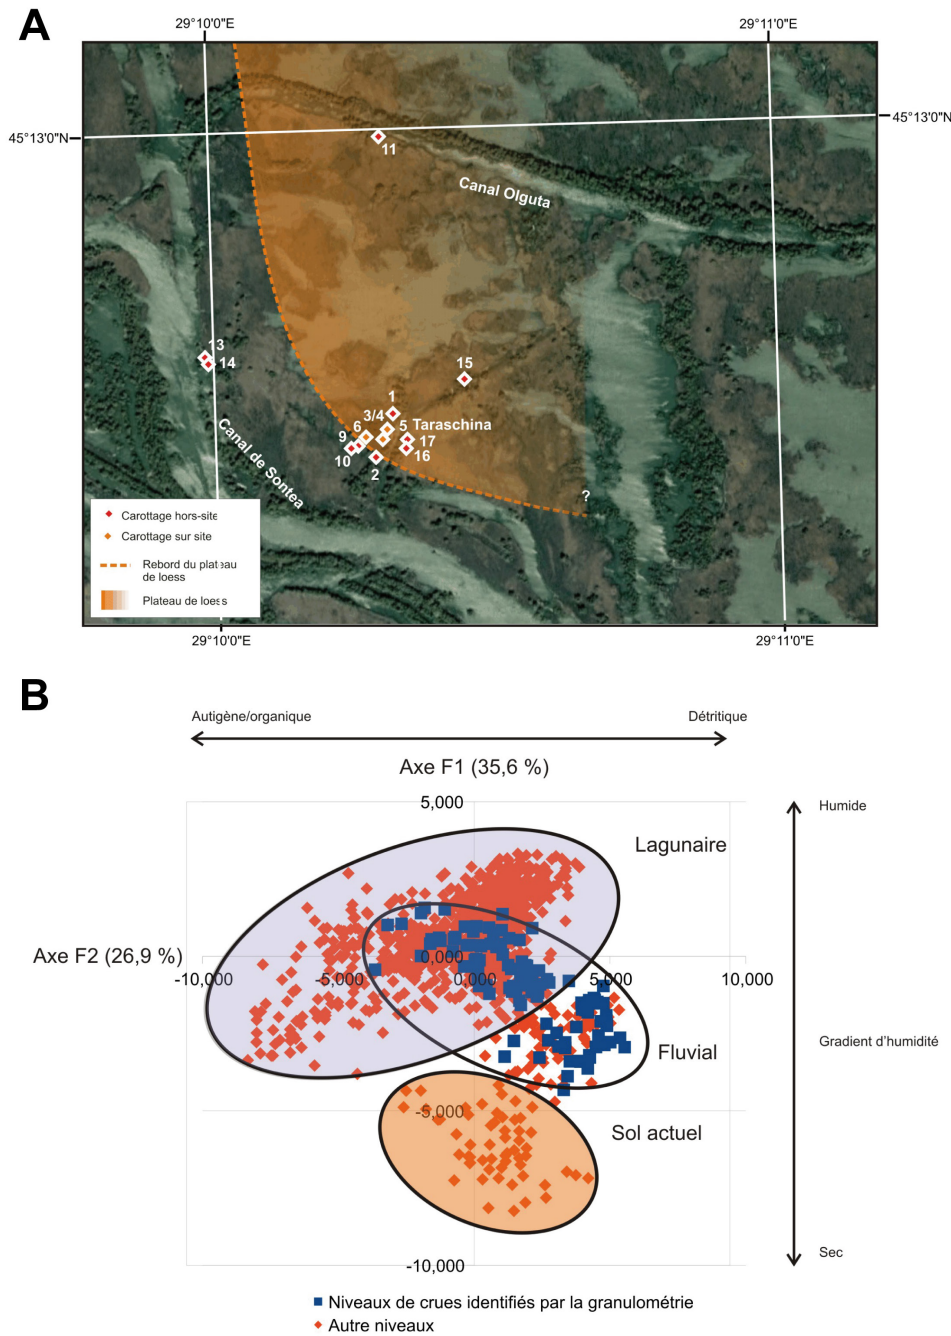 A
29°10'0"E
29°11'0"E
45°13'0"N
45°13'0"N
11
Canal Olguta
13
14
15
1
3/4
Taraschina
6
5
9
17
10
16
2
Canal de Sontea
?
Carottage hors-site
Carottage sur site
Rebord du plateau
de loess
Plateau de loess
29°10'0"E
29°11'0"E
B
Autigène/organique
Détritique
Axe F1 (35,6 %)
5,000
Humide
Lagunaire
Axe F2 (26,9 %)
0,000
-10,000
-5,000
0,000
5,000
10,000
Gradient d'humidité
Fluvial
-5,000
Sol actuel
Sec
-10,000
Niveaux de crues identifiés par la granulométrie
Autre niveaux